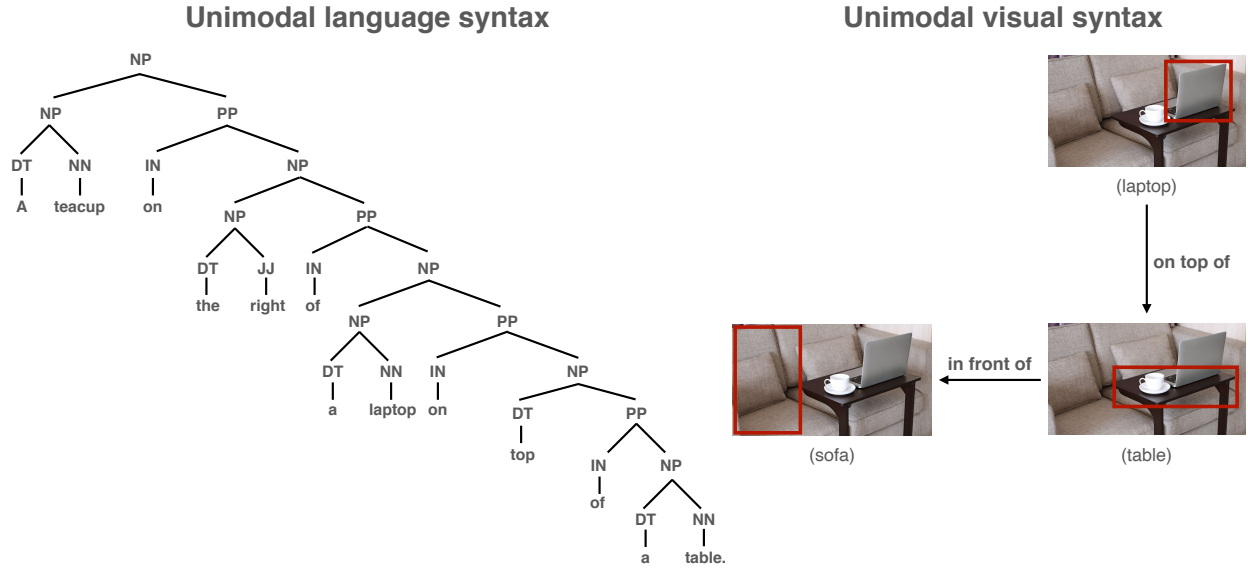 Unimodal language syntax
NP
NP PP
DT NN IN NP
A teacup on
NP PP
DT JJ IN NP
the right of
NP PP
DT NN IN NP
a laptop on
DT PP
top
IN NP
of
DT NN
a table.
Unimodal visual syntax
(laptop)
on top of
in front of
(sofa) (table)